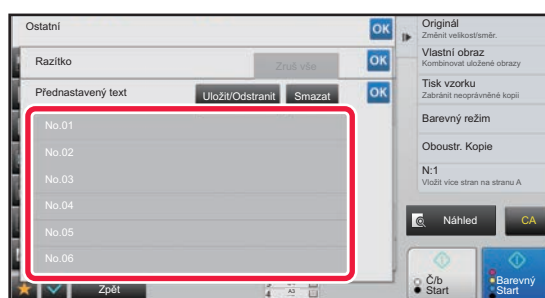 Ostatní
OK
Razítko
Zruš vše
OK
Přednastavený text
Uložit/Odstranit
Smazat
OK
No.01
No.02
No.03
No.04
No.05
No.06
Zpět
A3
Originál
Změnit velikost/směr.
Vlastní obraz
Kombinovat uložené obrazy
Tisk vzorku
Zabránit neoprávněné kopii
Barevný režim
Oboustr. Kopie
N:1
Vložit více stran na stranu A
Náhled
CA
Č/b
Start
Barevný
Start